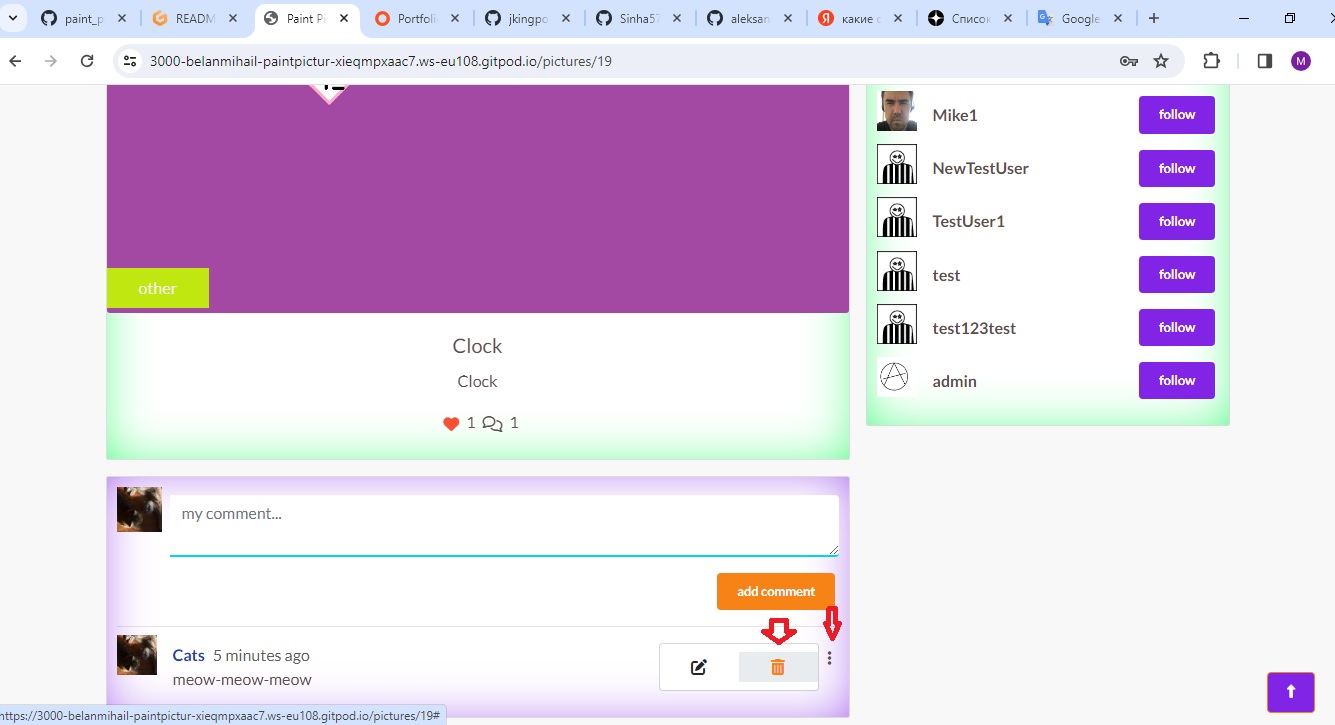 paint_p
READM
Paint Pi
Portfoli
jkingpo
Sinha57
aleksan
какие с
Список
Google
3000-belanmihail-paintpictur-xieqmpxaac7.ws-eu108.gitpod.io/pictures/19
M
Mike1 follow
NewTestUser follow
TestUser1 follow
test follow
test123test follow
admin follow
other
Clock
Clock
1 1
my comment...
add comment
Cats 5 minutes ago
meow-meow-meow
https://3000-belanmihail-paintpictur-xieqmpxaac7.ws-eu108.gitpod.io/pictures/19#